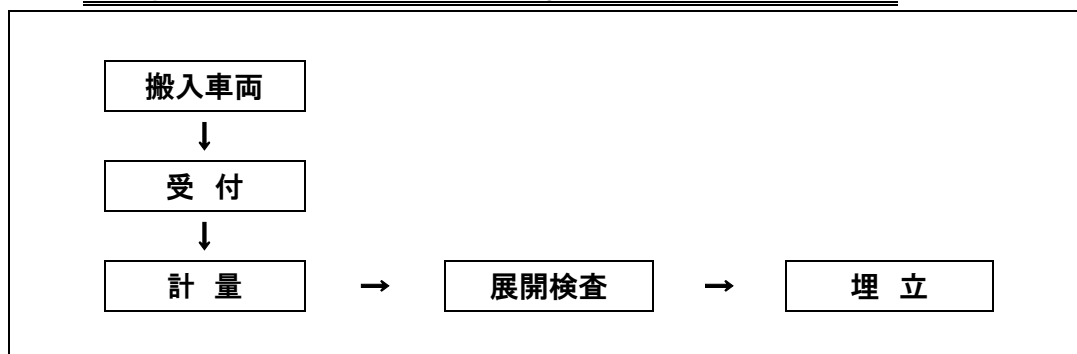 搬入車両
↓
受 付
↓
計 量 → 展開検査 → 埋 立